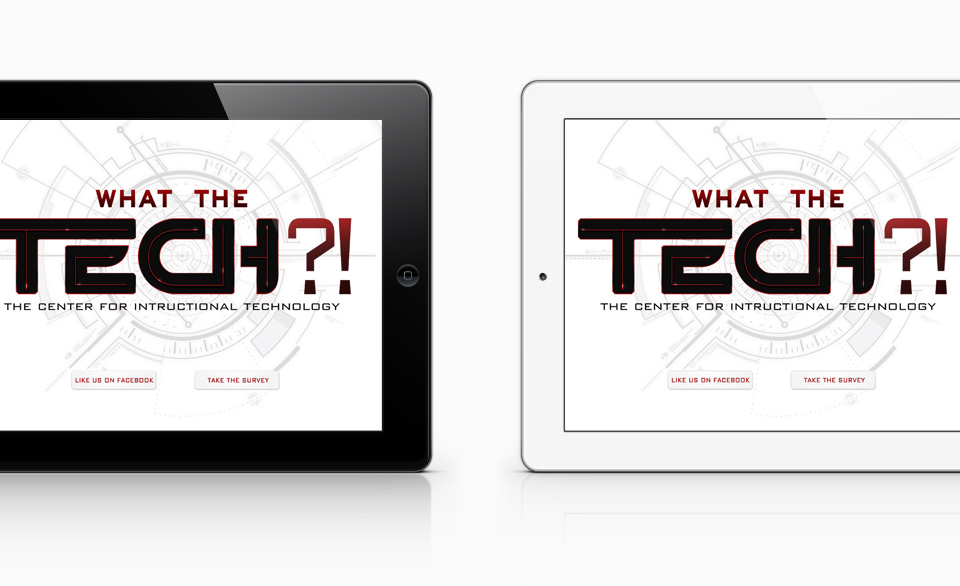 WHAT THE
TECH?!
THE CENTER FOR INTRUCTIONAL TECHNOLOGY
LIKE US ON FACEBOOK
TAKE THE SURVEY
WHAT THE
TECH?!
THE CENTER FOR INTRUCTIONAL TECHNOLOGY
LIKE US ON FACEBOOK
TAKE THE SURVEY